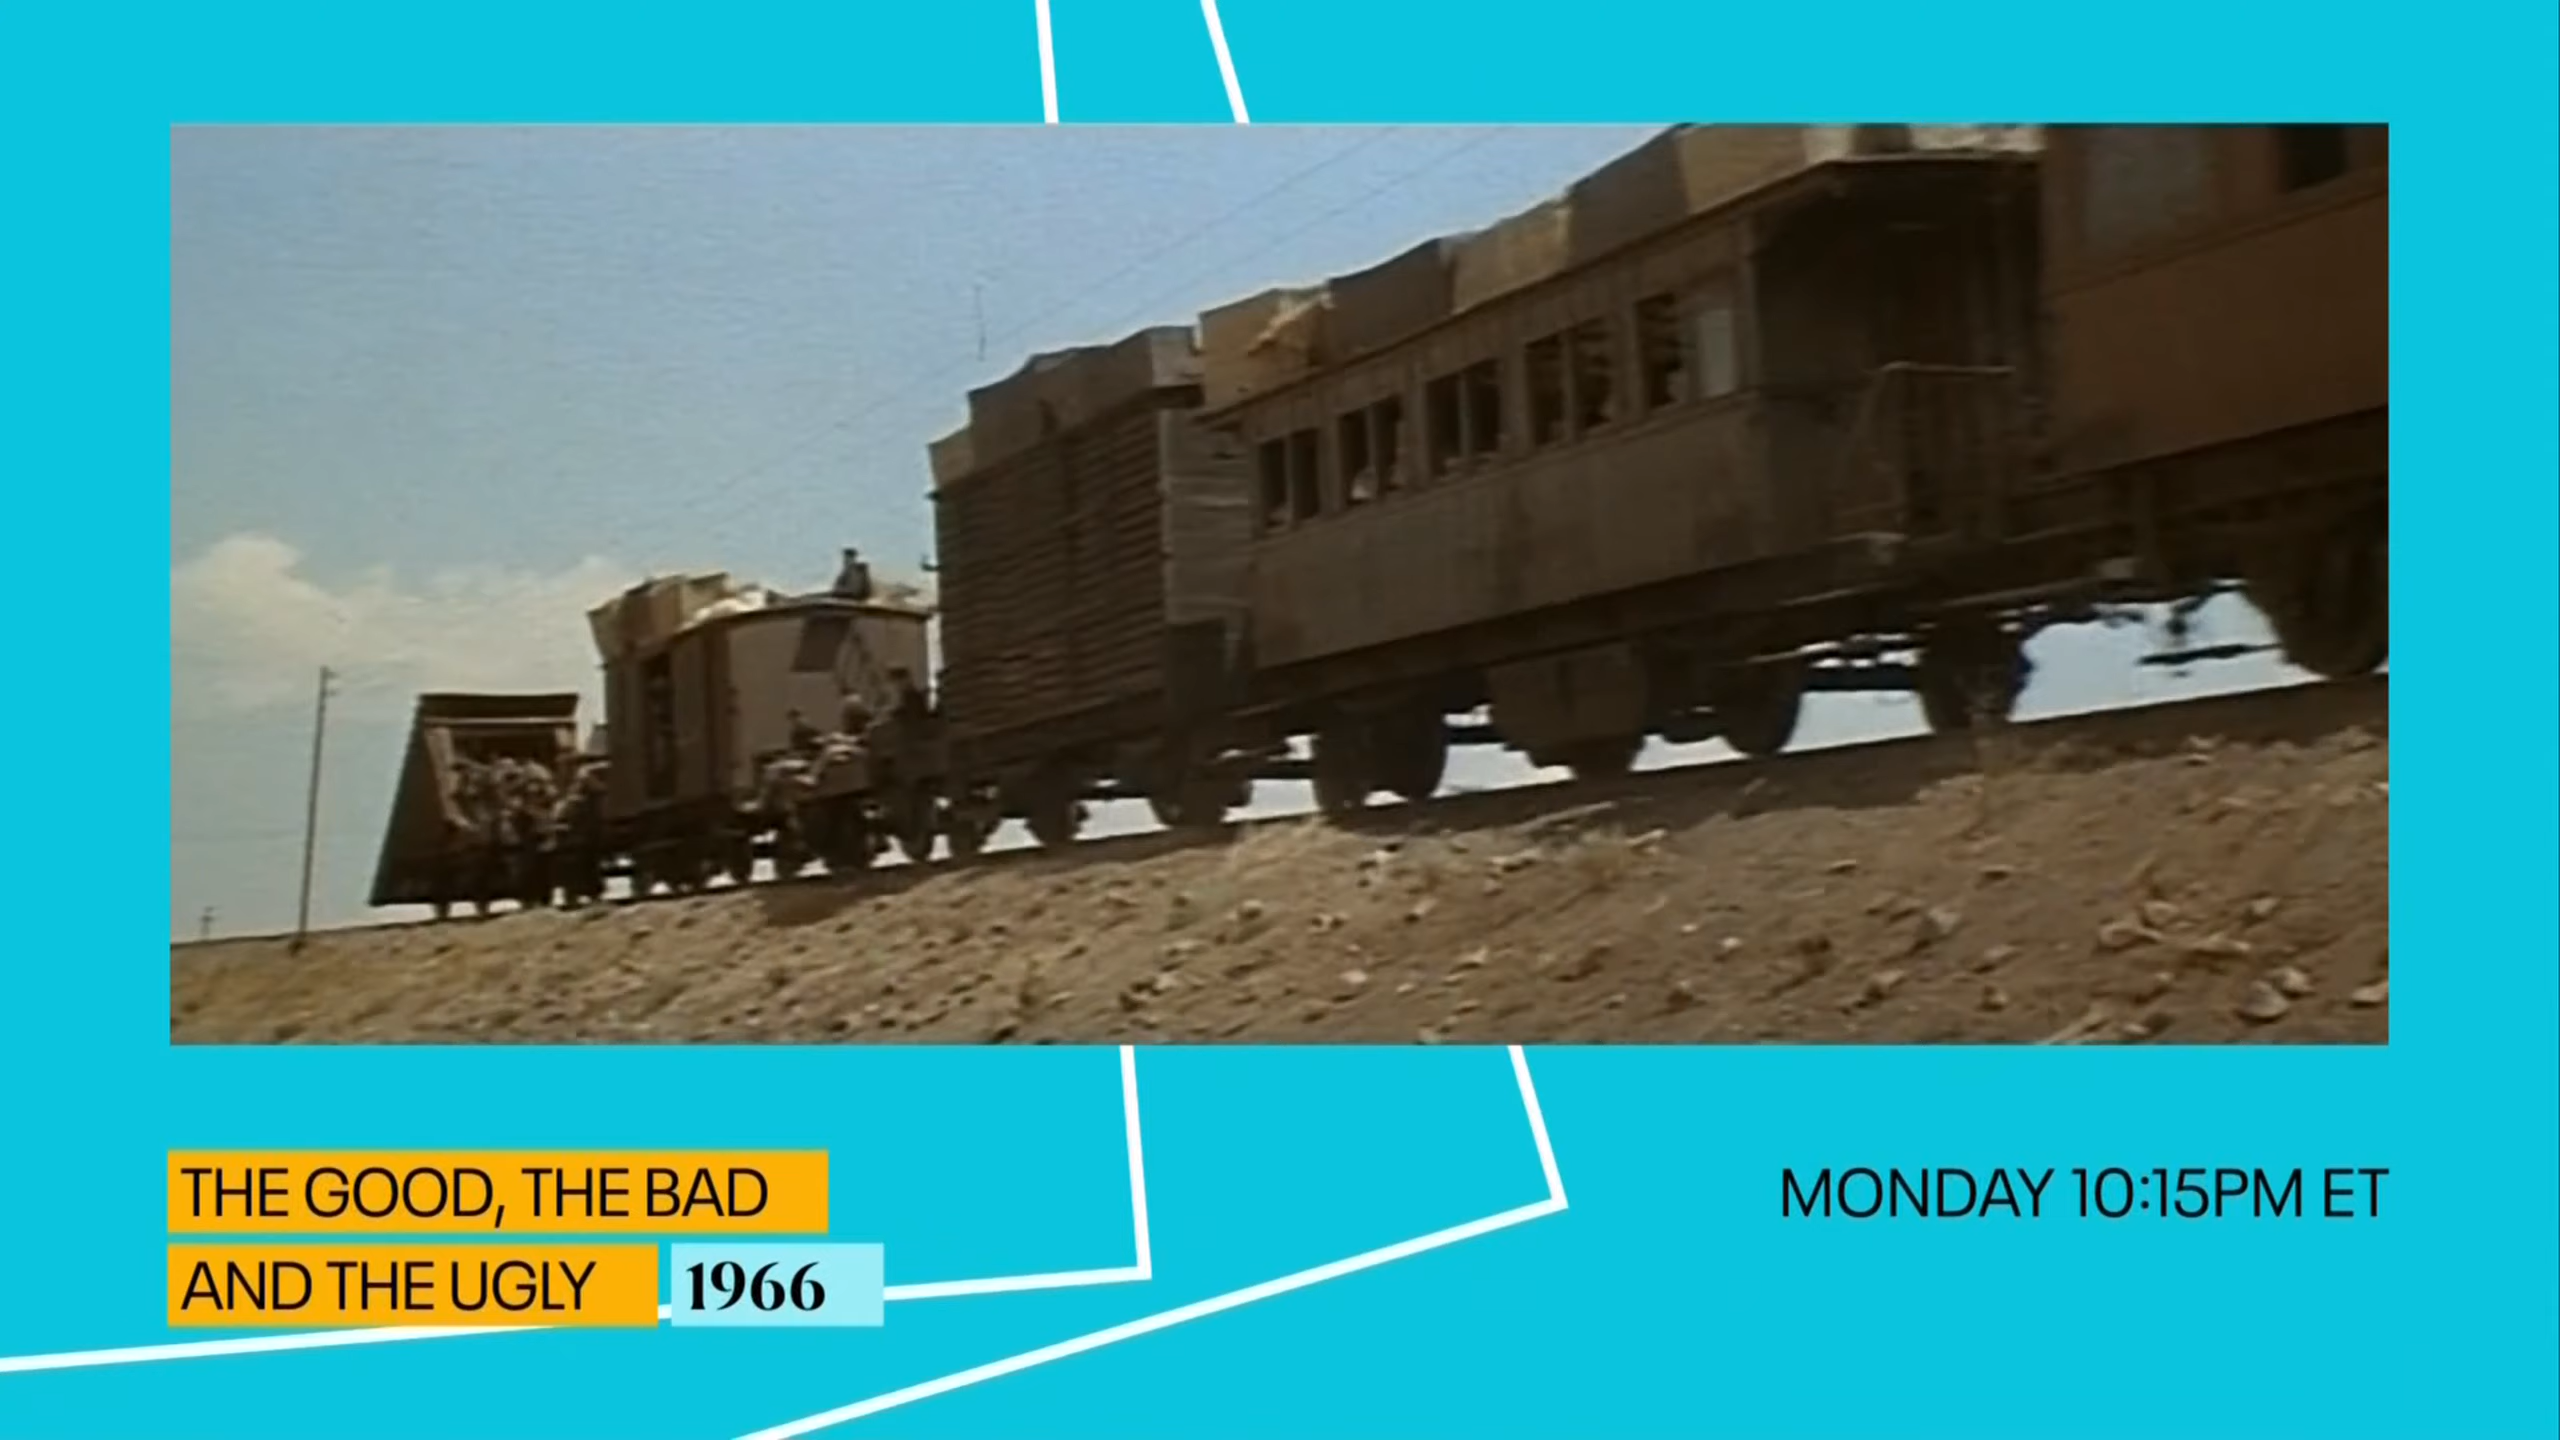 THE GOOD, THE BAD
AND THE UGLY 1966
MONDAY 10:15PM ET